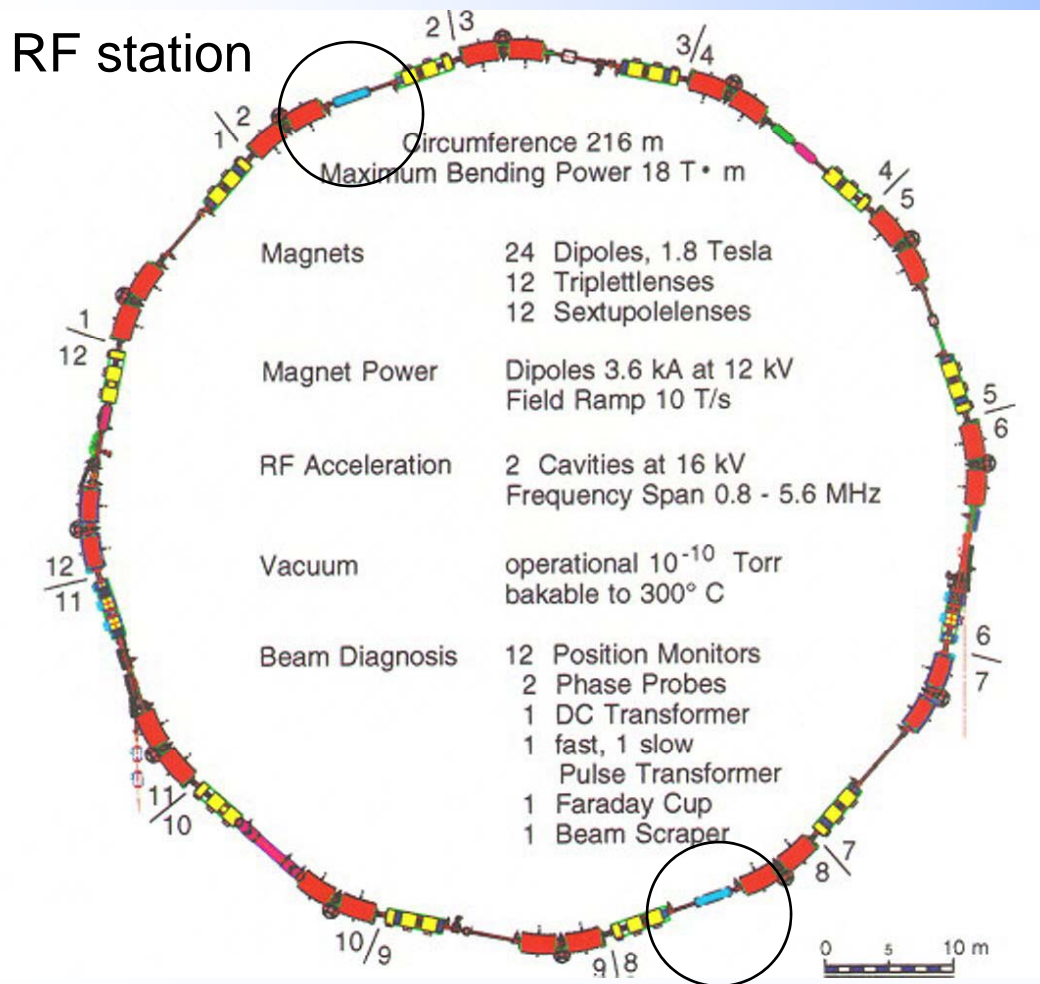 RF station
2 3
3/4
1\2
Circumference 216 m
Maximum Bending Power 18 T• m
4/5
Magnets 24 Dipoles, 1.8 Tesla
12 Triplettlenses
12 Sextupolelenses
1
12
Magnet Power Dipoles 3.6 kA at 12 kV
Field Ramp 10 T/s
5
6
RF Acceleration 2 Cavities at 16 kV
Frequency Span 0.8 - 5.6 MHz
Vacuum operational 10⁻¹⁰ Torr
bakable to 300° C
12
11
6
7
Beam Diagnosis 12 Position Monitors
2 Phase Probes
1 DC Transformer
1 fast, 1 slow
Pulse Transformer
1 Faraday Cup
1 Beam Scraper
11/10
8\7
10/9
9 8
0 5 10 m